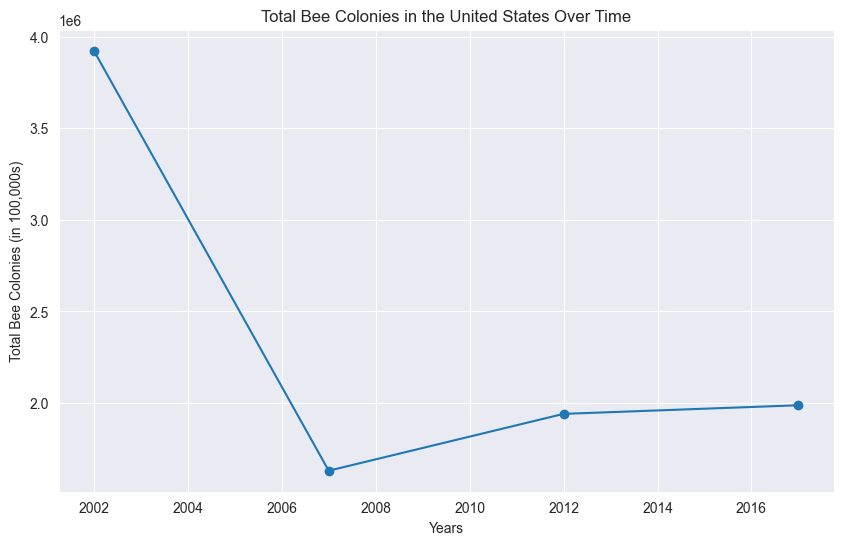 Total Bee Colonies in the United States Over Time
1e6
4.0
3.5
3.0
2.5
2.0
Total Bee Colonies (in 100,000s)
2002 2004 2006 2008 2010 2012 2014 2016
Years